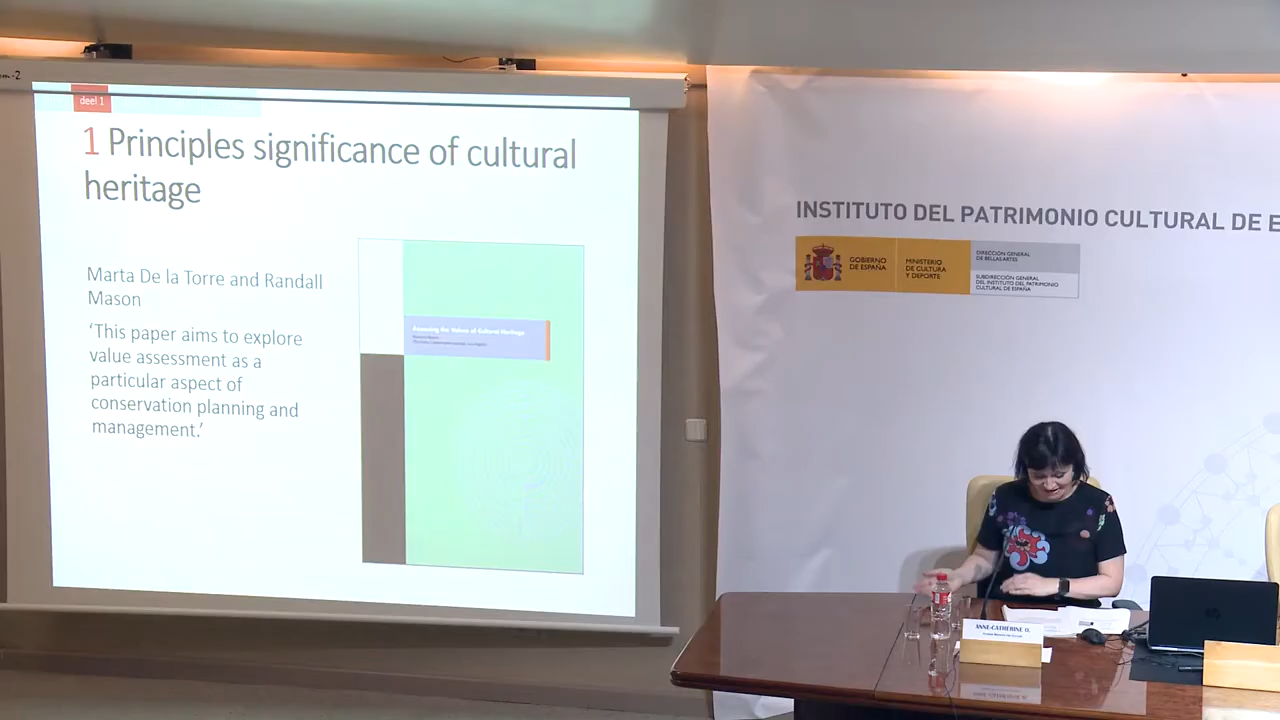 deel 1
1 Principles significance of cultural
heritage
Marta De la Torre and Randall
Mason
‘This paper aims to explore
value assessment as a
particular aspect of
conservation planning and
management.’
Assessing the Values of Cultural Heritage
INSTITUTO DEL PATRIMONIO CULTURAL DE E
GOBIERNO
DE ESPAÑA
MINISTERIO
DE CULTURA
Y DEPORTE
DIRECCIÓN GENERAL
DE BELLAS ARTES
SUBDIRECCIÓN GENERAL
DEL INSTITUTO DEL PATRIMONIO
CULTURAL DE ESPAÑA
ANNE-CATHERINE O.
hp